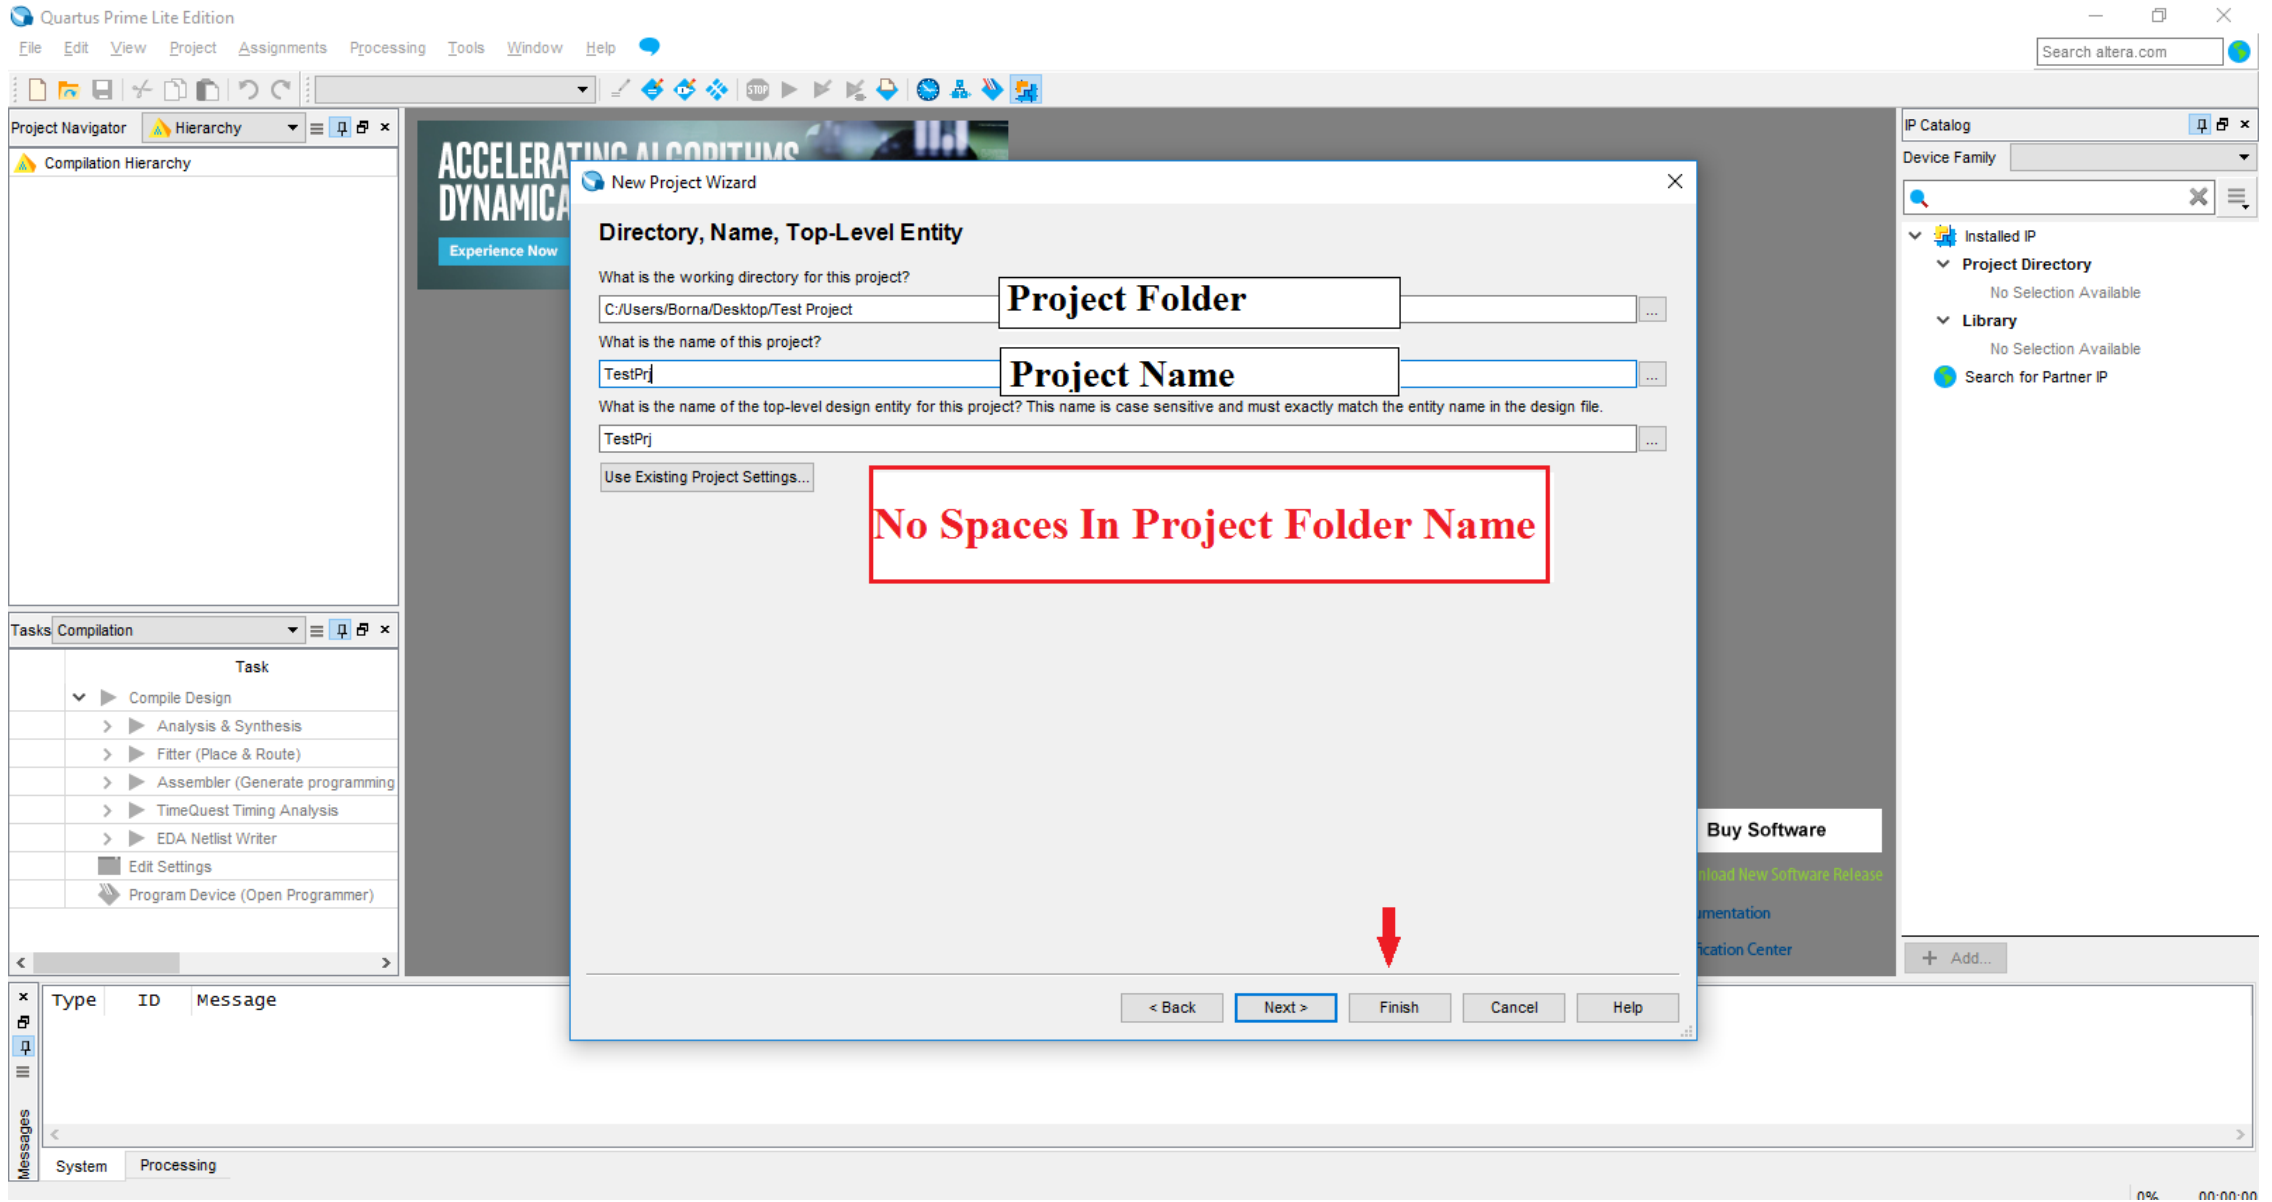 Quartus Prime Lite Edition
File Edit View Project Assignments Processing Tools Window Help
Search altera.com
STOP
Project Navigator
Hierarchy
Compilation Hierarchy
ACCELERATING ALGORITHMS
DYNAMICA
Experience Now
New Project Wizard
Directory, Name, Top-Level Entity
What is the working directory for this project?
C:/Users/Borna/Desktop/Test Project
...
Project Folder
What is the name of this project?
TestPrj
...
Project Name
What is the name of the top-level design entity for this project? This name is case sensitive and must exactly match the entity name in the design file.
TestPrj
...
Use Existing Project Settings...
No Spaces In Project Folder Name
< Back
Next >
Finish
Cancel
Help
IP Catalog
Device Family
Installed IP
Project Directory
No Selection Available
Library
No Selection Available
Search for Partner IP
+ Add...
Tasks
Compilation
Task
Compile Design
Analysis & Synthesis
Fitter (Place & Route)
Assembler (Generate programming
TimeQuest Timing Analysis
EDA Netlist Writer
Edit Settings
Program Device (Open Programmer)
Buy Software
nload New Software Release
umentation
fication Center
Type ID Message
Messages
System
Processing
0% 00:00:00